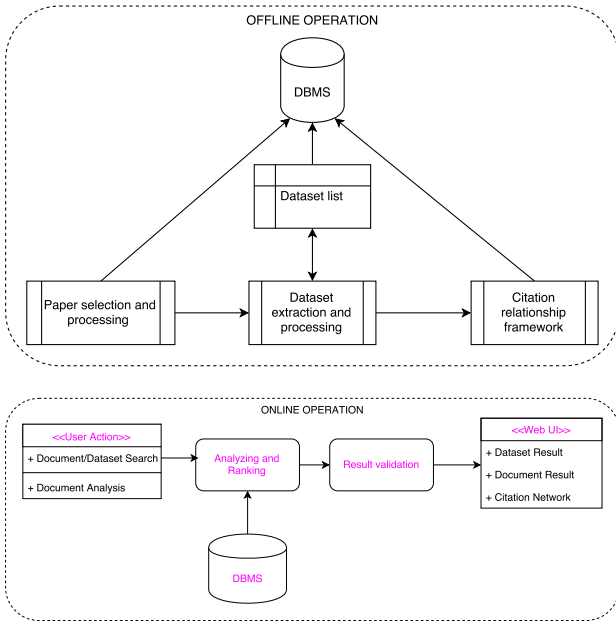 OFFLINE OPERATION
DBMS
Dataset list
Paper selection and
processing
Dataset
extraction and
processing
Citation
relationship
framework
ONLINE OPERATION
<<User Action>>
+ Document/Dataset Search
+ Document Analysis
Analyzing and
Ranking
Result validation
<<Web UI>>
+ Dataset Result
+ Document Result
+ Citation Network
DBMS